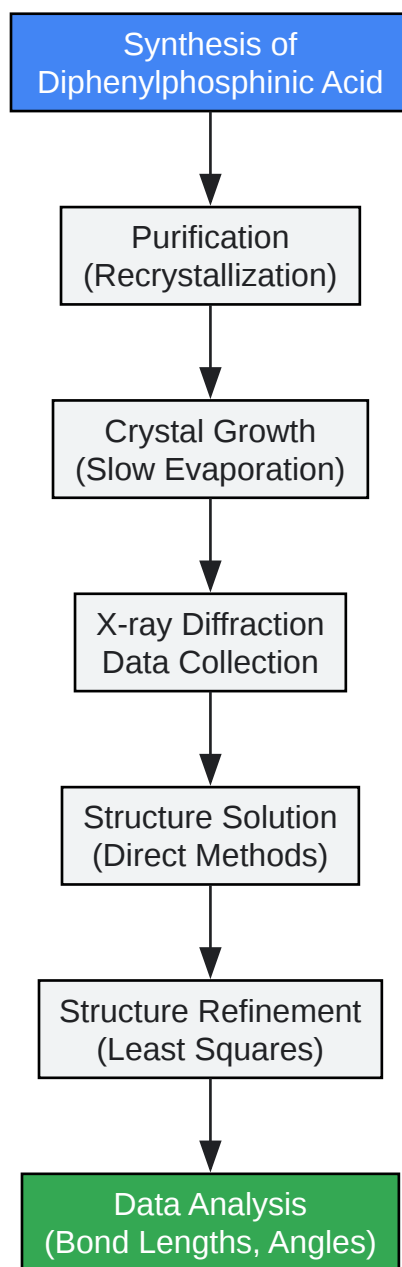 Synthesis of
Diphenylphosphinic Acid
Purification
(Recrystallization)
Crystal Growth
(Slow Evaporation)
X-ray Diffraction
Data Collection
Structure Solution
(Direct Methods)
Structure Refinement
(Least Squares)
Data Analysis
(Bond Lengths, Angles)